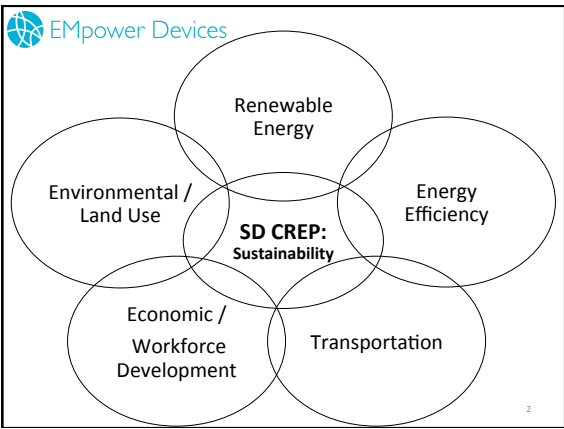 EMpower Devices
Renewable
Energy
Environmental /
Land Use
Energy
Efficiency
SD CREP:
Sustainability
Economic /
Workforce
Development
Transportation
2